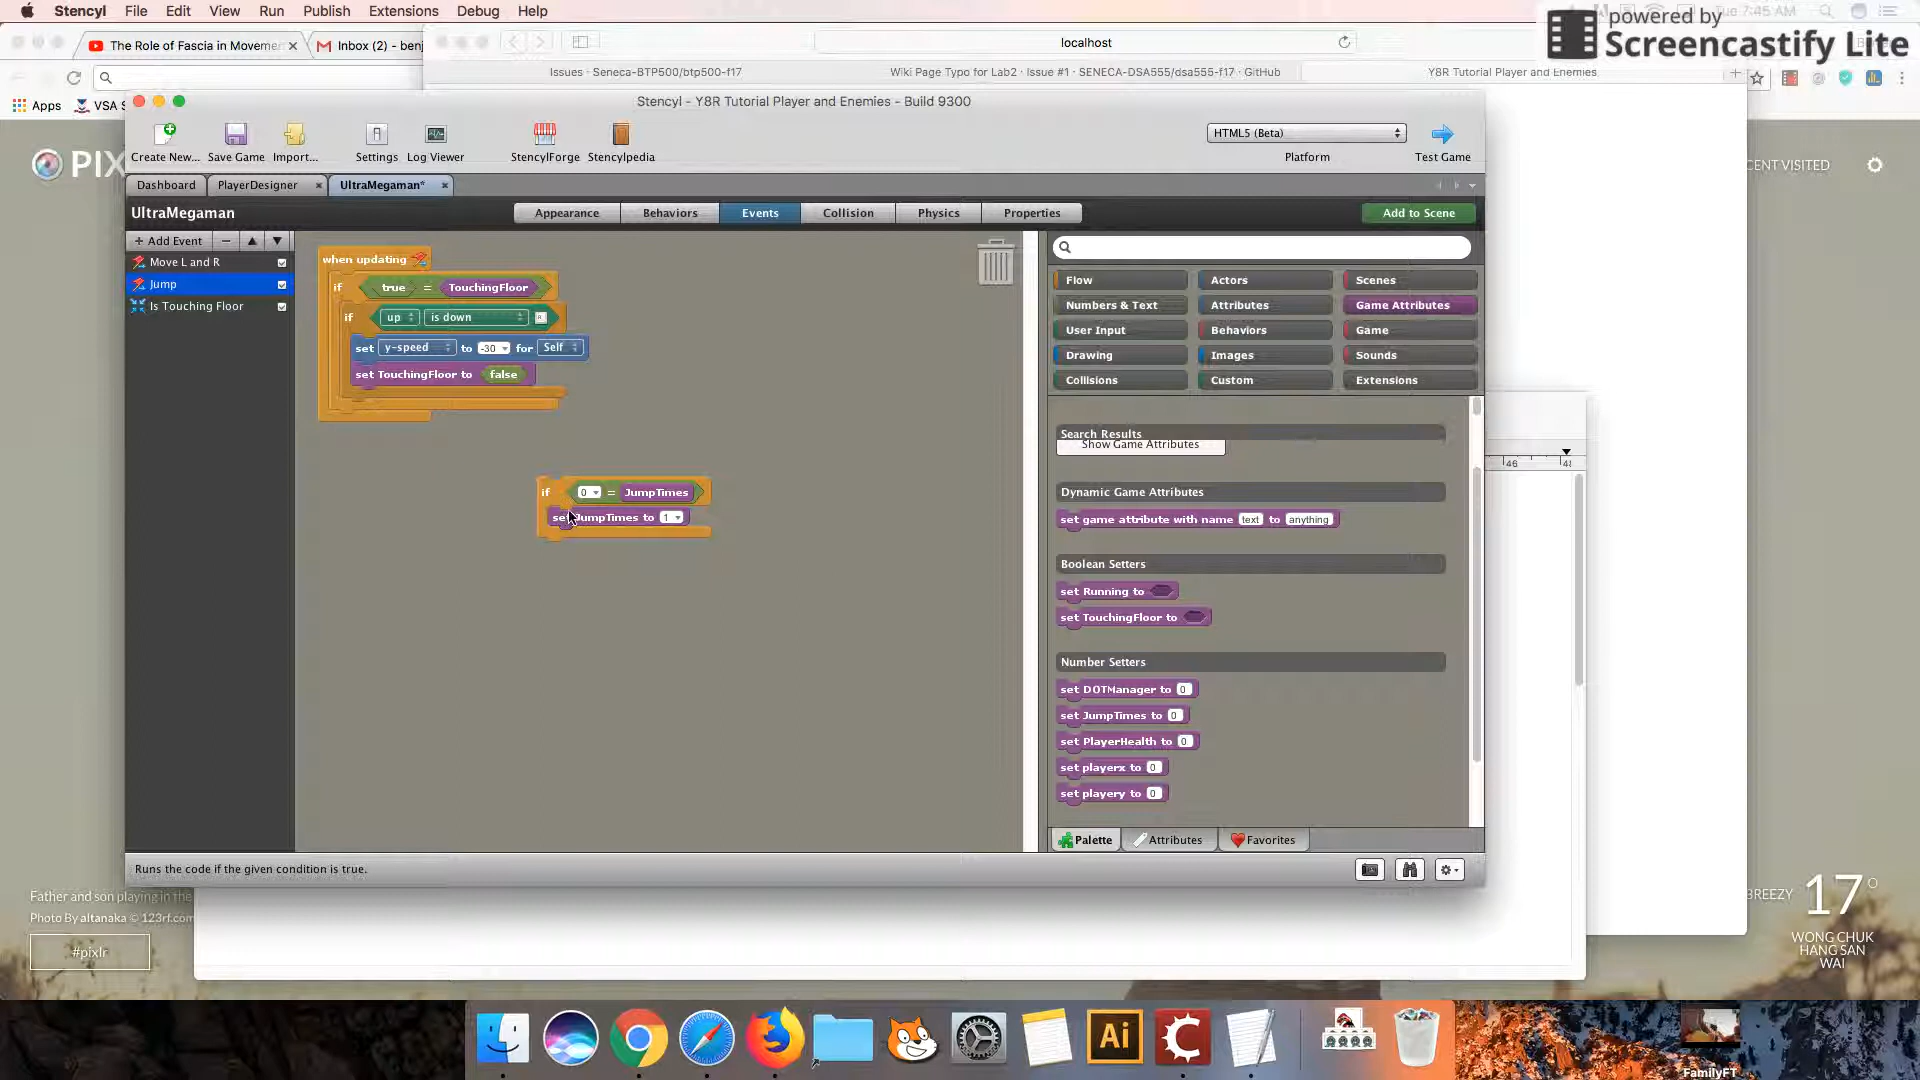 Stencyl File Edit View Run Publish Extensions Debug Help
Tue 7:45 AM
powered by
Screencastify Lite
The Role of Fascia in Moveme
Inbox (2) - benj
localhost
Issues · Seneca-BTP500/btp500-f17
Wiki Page Typo for Lab2 · Issue #1 · SENECA-DSA555/dsa555-f17 · GitHub
Y8R Tutorial Player and Enemies
Apps
VSA S
Stencyl - Y8R Tutorial Player and Enemies - Build 9300
Create New...
Save Game
Import...
Settings
Log Viewer
StencylForge
Stencylpedia
HTML5 (Beta)
Platform
Test Game
PIX
CENT VISITED
Dashboard
PlayerDesigner
UltraMegaman*
UltraMegaman
Appearance
Behaviors
Events
Collision
Physics
Properties
Add to Scene
+ Add Event
Move L and R
Jump
Is Touching Floor
when updating
if true = TouchingFloor
if up is down
set y-speed to -30 for Self
set TouchingFloor to false
if 0 = JumpTimes
set JumpTimes to 1
Flow
Actors
Scenes
Numbers & Text
Attributes
Game Attributes
User Input
Behaviors
Game
Drawing
Images
Sounds
Collisions
Custom
Extensions
Search Results
Show Game Attributes
Dynamic Game Attributes
set game attribute with name text to anything
Boolean Setters
set Running to
set TouchingFloor to
Number Setters
set DOTManager to 0
set JumpTimes to 0
set PlayerHealth to 0
set playerx to 0
set playery to 0
Palette
Attributes
Favorites
46
Runs the code if the given condition is true.
Father and son playing in the
Photo By altanaka © 123rf.com
#pixlr
BREEZY
17°
WONG CHUK
HANG SAN
WAI
Ai
FamilyFT